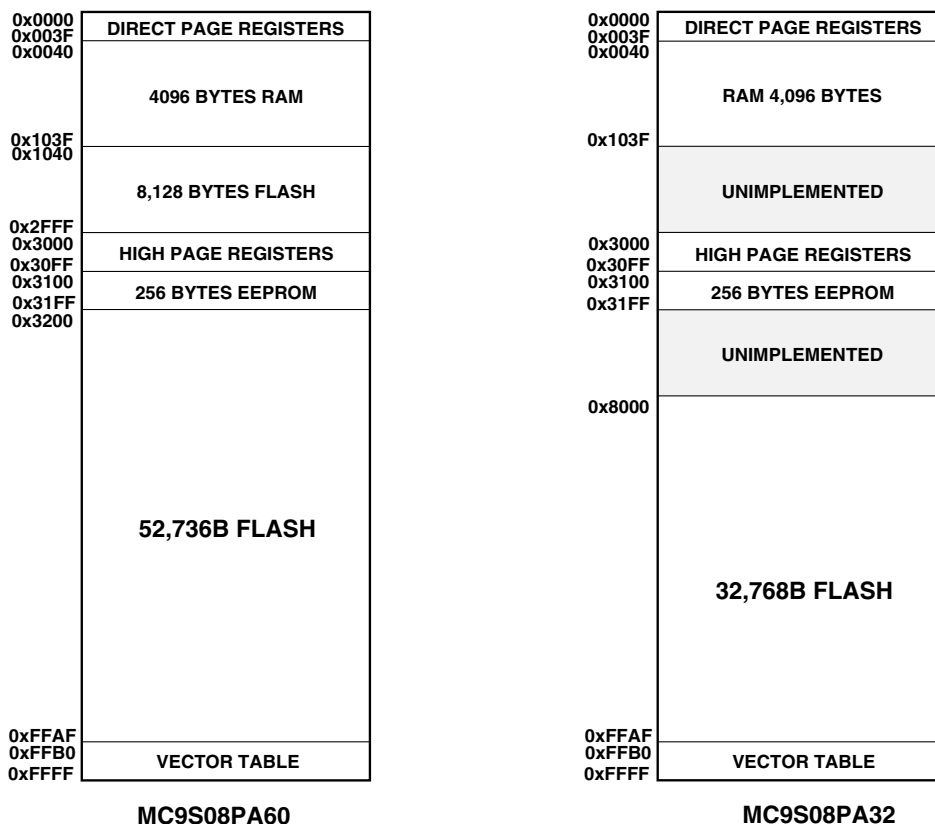 0x0000
DIRECT PAGE REGISTERS
0x003F
0x0040
4096 BYTES RAM
0x103F
0x1040
8,128 BYTES FLASH
0x2FFF
0x3000
HIGH PAGE REGISTERS
0x30FF
0x3100
256 BYTES EEPROM
0x31FF
0x3200
52,736B FLASH
0xFFAF
0xFFB0
VECTOR TABLE
0xFFFF
MC9S08PA60
0x0000
DIRECT PAGE REGISTERS
0x003F
0x0040
RAM 4,096 BYTES
0x103F
UNIMPLEMENTED
0x3000
HIGH PAGE REGISTERS
0x30FF
0x3100
256 BYTES EEPROM
0x31FF
UNIMPLEMENTED
0x8000
32,768B FLASH
0xFFAF
0xFFB0
VECTOR TABLE
0xFFFF
MC9S08PA32